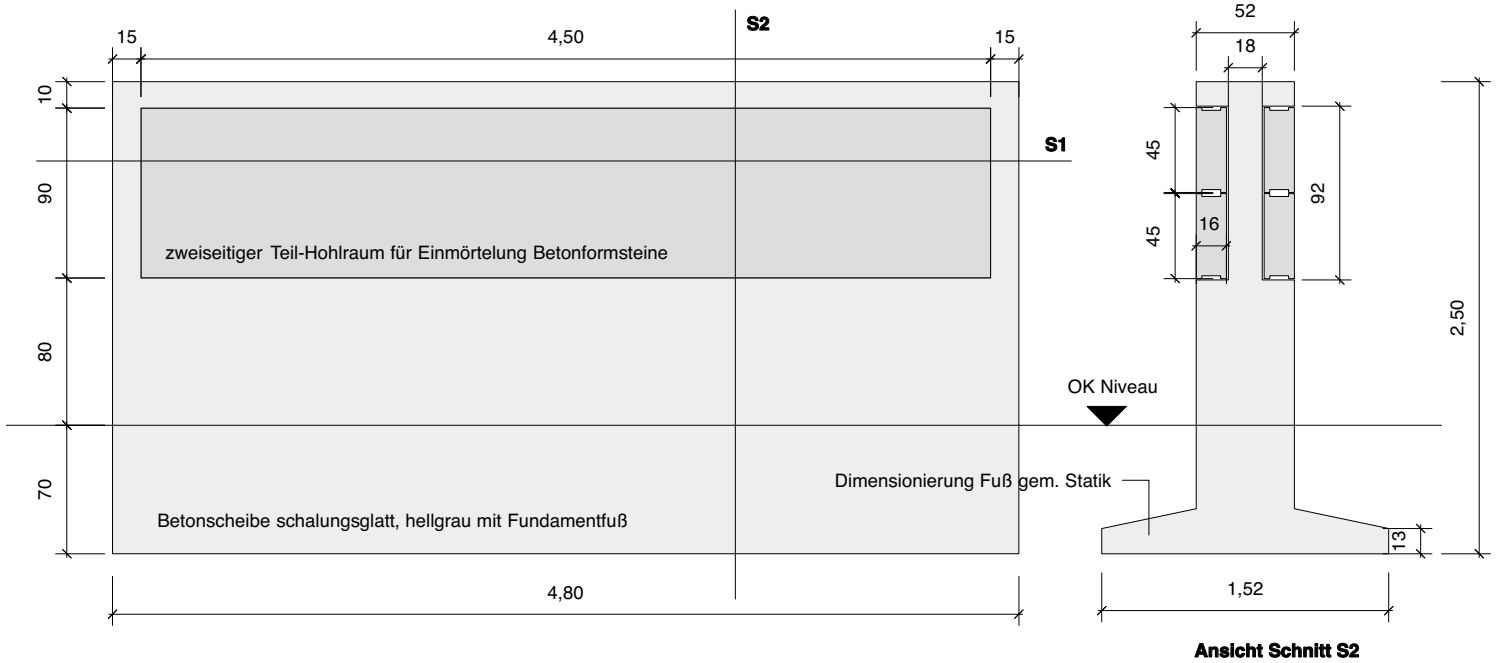 S2
15
4,50
15
52
18
10
S1
45
90
92
zweiseitiger Teil-Hohlraum für Einmörtelung Betonformsteine
45
16
2,50
80
OK Niveau
70
Dimensionierung Fuß gem. Statik
Betonscheibe schalungsglatt, hellgrau mit Fundamentfuß
13
4,80
1,52
Ansicht Schnitt S2